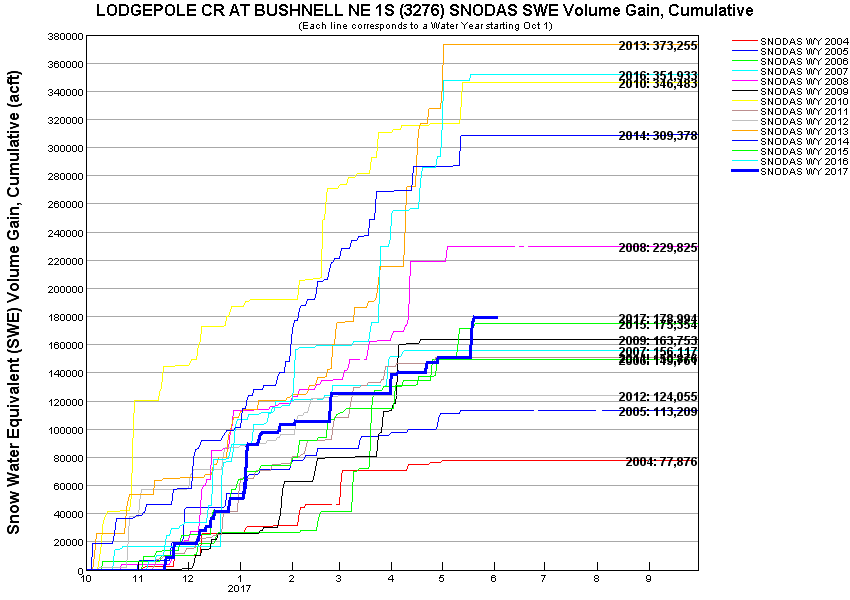 LODGEPOLE CR AT BUSHNELL NE 1S (3276) SNODAS SWE Volume Gain, Cumulative
(Each line corresponds to a Water Year starting Oct 1)
Snow Water Equivalent (SWE) Volume Gain, Cumulative (acft)
380000
360000
340000
320000
300000
280000
260000
240000
220000
200000
180000
160000
140000
120000
100000
80000
60000
40000
20000
0
2013: 373,255
2016: 351,933
2010: 346,483
2014: 309,378
2008: 229,825
2017: 178,994
2015: 175,354
2009: 163,753
2007: 156,117
2012: 124,055
2005: 113,209
2004: 77,876
10 11 12 1 2 3 4 5 6 7 8 9
2017
SNODAS WY 2004
SNODAS WY 2005
SNODAS WY 2006
SNODAS WY 2007
SNODAS WY 2008
SNODAS WY 2009
SNODAS WY 2010
SNODAS WY 2011
SNODAS WY 2012
SNODAS WY 2013
SNODAS WY 2014
SNODAS WY 2015
SNODAS WY 2016
SNODAS WY 2017